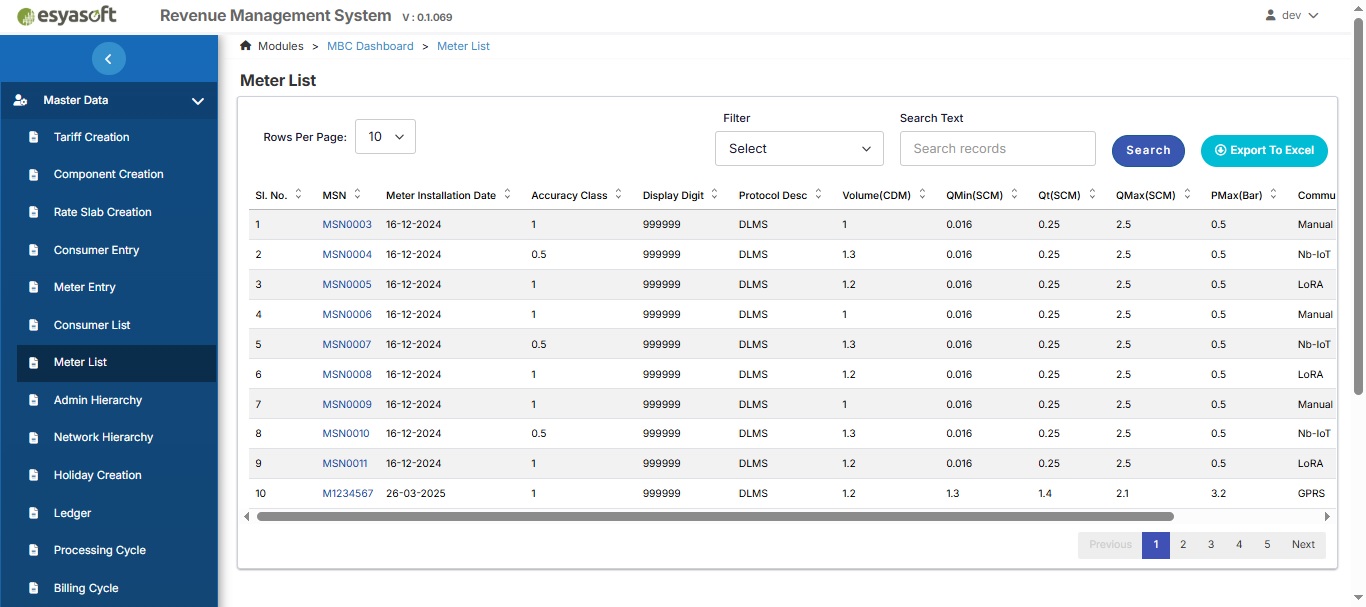 esyasoft Revenue Management System V : 0.1.069 dev
Modules > MBC Dashboard > Meter List
Master Data
Tariff Creation
Component Creation
Rate Slab Creation
Consumer Entry
Meter Entry
Consumer List
Meter List
Admin Hierarchy
Network Hierarchy
Holiday Creation
Ledger
Processing Cycle
Billing Cycle
Meter List
Rows Per Page: 10
Filter
Select
Search Text
Search records
Search
Export To Excel
Sl. No. MSN Meter Installation Date Accuracy Class Display Digit Protocol Desc Volume(CDM) QMin(SCM) Qt(SCM) QMax(SCM) PMax(Bar) Commu
1 MSN0003 16-12-2024 1 999999 DLMS 1 0.016 0.25 2.5 0.5 Manual
2 MSN0004 16-12-2024 0.5 999999 DLMS 1.3 0.016 0.25 2.5 0.5 Nb-IoT
3 MSN0005 16-12-2024 1 999999 DLMS 1.2 0.016 0.25 2.5 0.5 LoRA
4 MSN0006 16-12-2024 1 999999 DLMS 1 0.016 0.25 2.5 0.5 Manual
5 MSN0007 16-12-2024 0.5 999999 DLMS 1.3 0.016 0.25 2.5 0.5 Nb-IoT
6 MSN0008 16-12-2024 1 999999 DLMS 1.2 0.016 0.25 2.5 0.5 LoRA
7 MSN0009 16-12-2024 1 999999 DLMS 1 0.016 0.25 2.5 0.5 Manual
8 MSN0010 16-12-2024 0.5 999999 DLMS 1.3 0.016 0.25 2.5 0.5 Nb-IoT
9 MSN0011 16-12-2024 1 999999 DLMS 1.2 0.016 0.25 2.5 0.5 LoRA
10 M1234567 26-03-2025 1 999999 DLMS 1.2 1.3 1.4 2.1 3.2 GPRS
Previous 1 2 3 4 5 Next